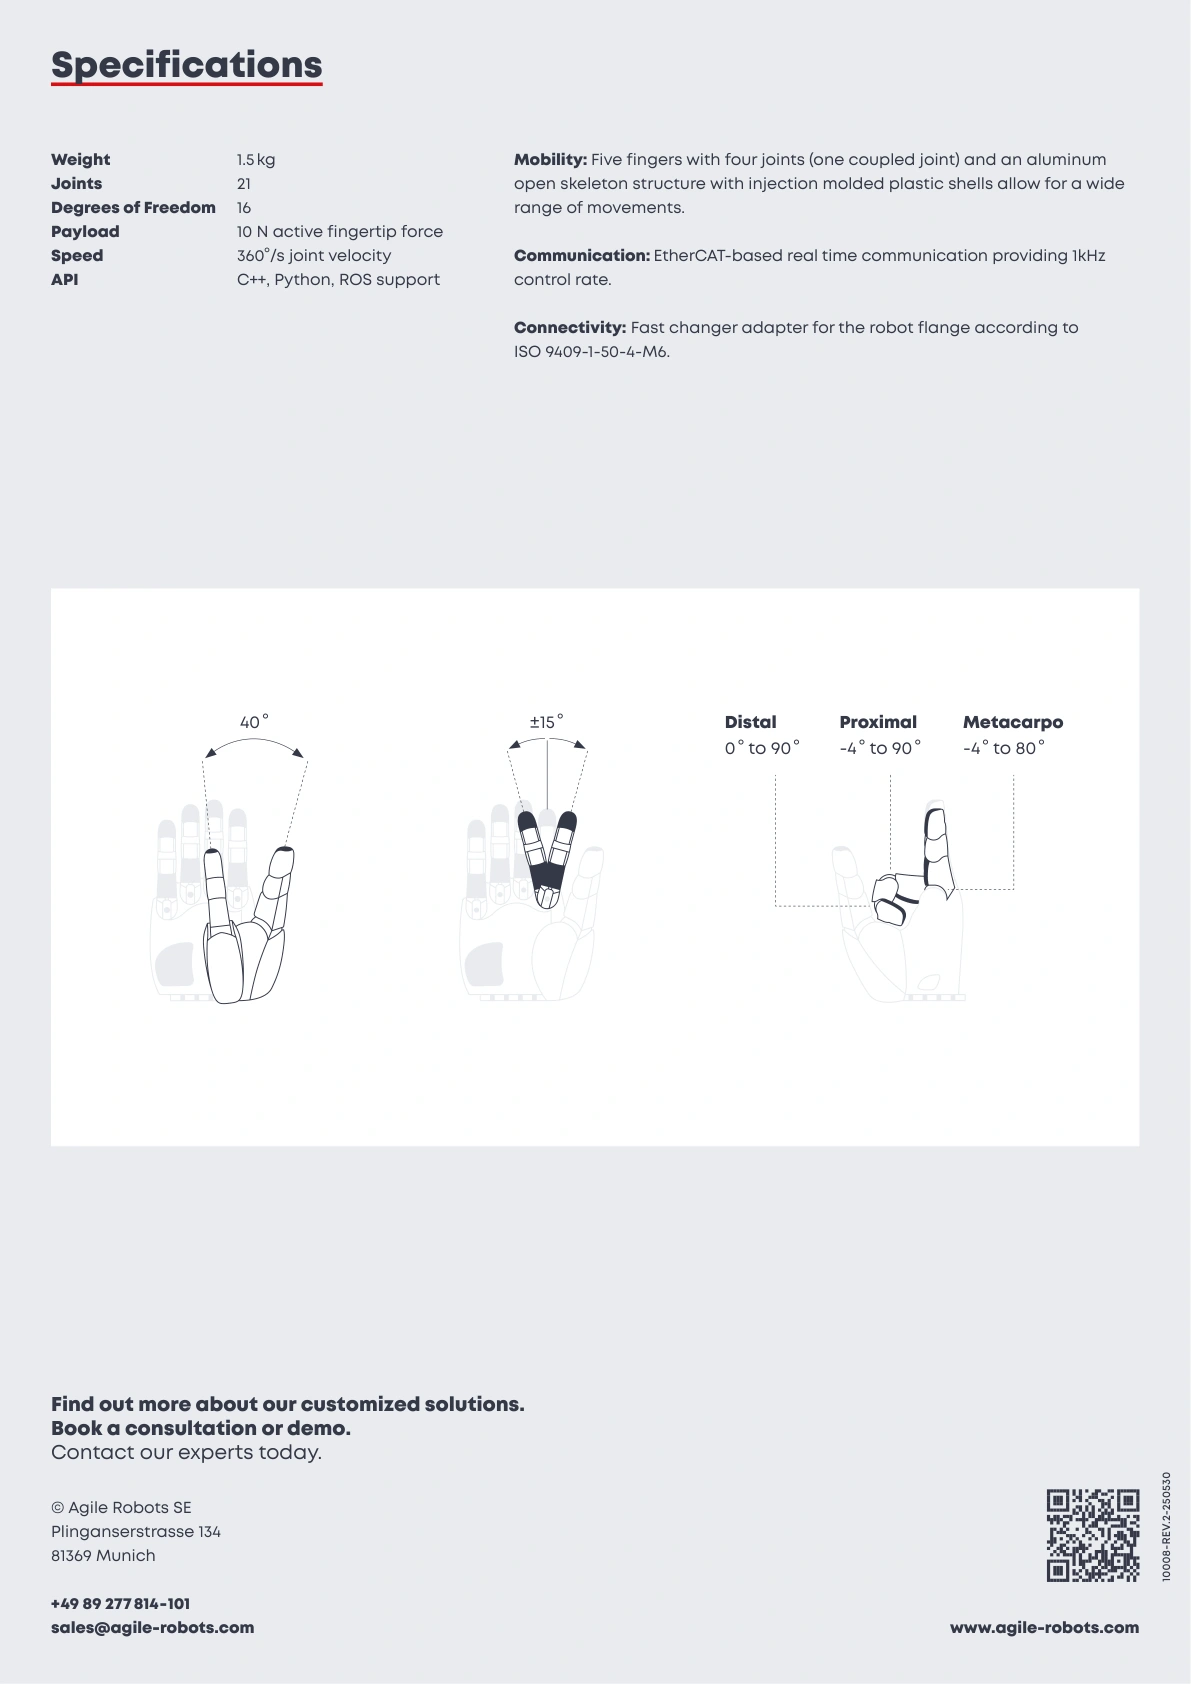 Specifications
Weight 1.5 kg
Joints 21
Degrees of Freedom 16
Payload 10 N active fingertip force
Speed 360°/s joint velocity
API C++, Python, ROS support
Mobility: Five fingers with four joints (one coupled joint) and an aluminum
open skeleton structure with injection molded plastic shells allow for a wide
range of movements.
Communication: EtherCAT-based real time communication providing 1kHz
control rate.
Connectivity: Fast changer adapter for the robot flange according to
ISO 9409-1-50-4-M6.
40°
±15°
Distal Proximal Metacarpo
0° to 90° -4° to 90° -4° to 80°
Find out more about our customized solutions.
Book a consultation or demo.
Contact our experts today.
© Agile Robots SE
Plinganserstrasse 134
81369 Munich
+49 89 277 814-101
sales@agile-robots.com
10008-REV.2-250530
www.agile-robots.com